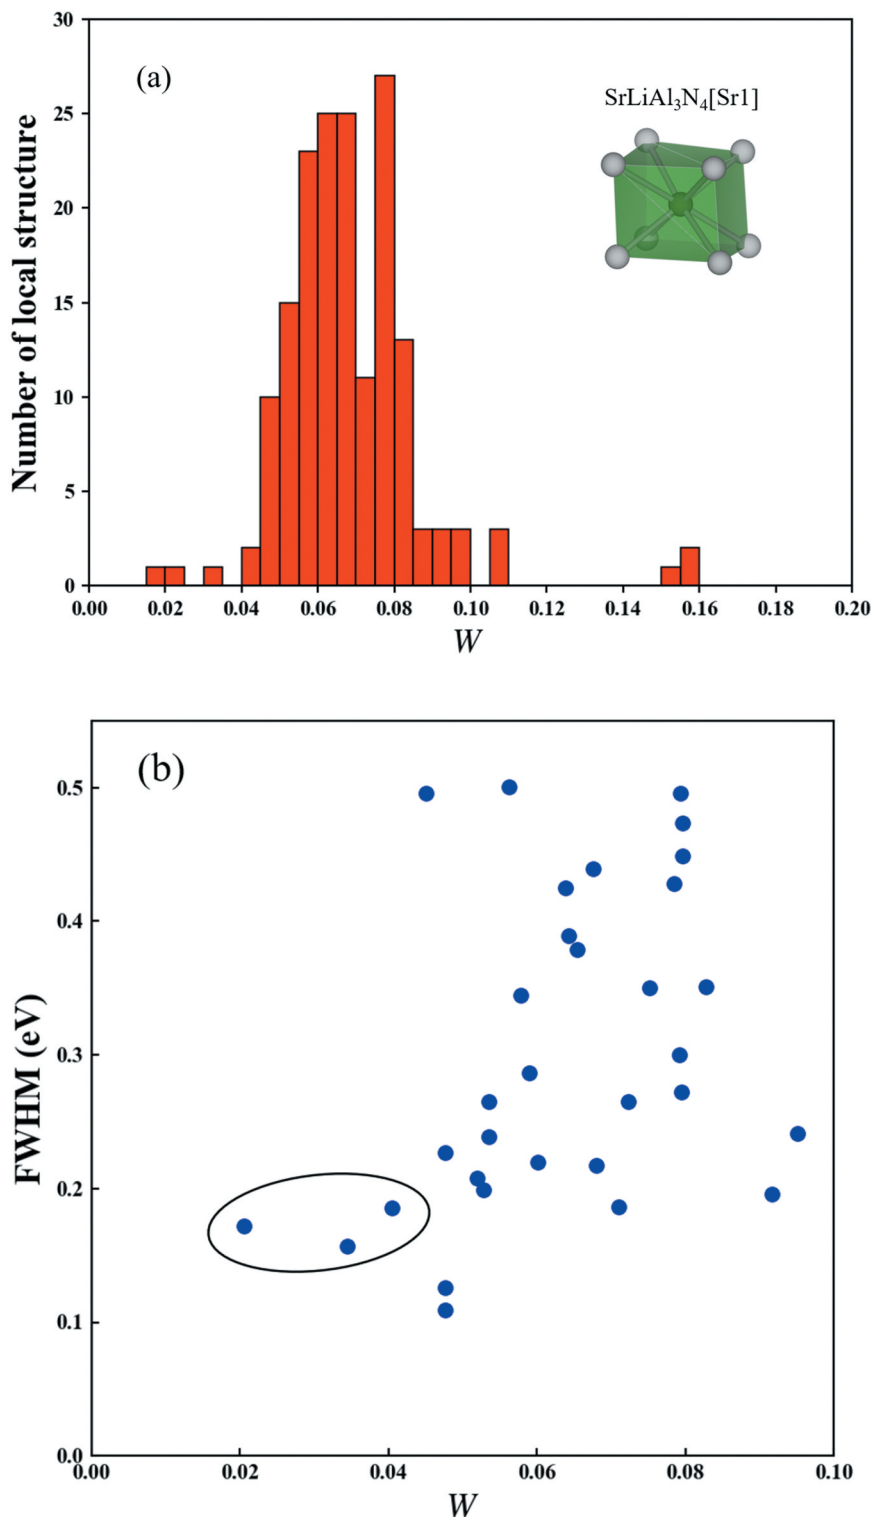 30
(a)
SrLiAl₃N₄[Sr1]
25
20
15
10
5
0
Number of local structure
0.00 0.02 0.04 0.06 0.08 0.10 0.12 0.14 0.16 0.18 0.20
W
(b)
0.5
0.4
0.3
0.2
0.1
0.0
FWHM (eV)
0.00 0.02 0.04 0.06 0.08 0.10
W